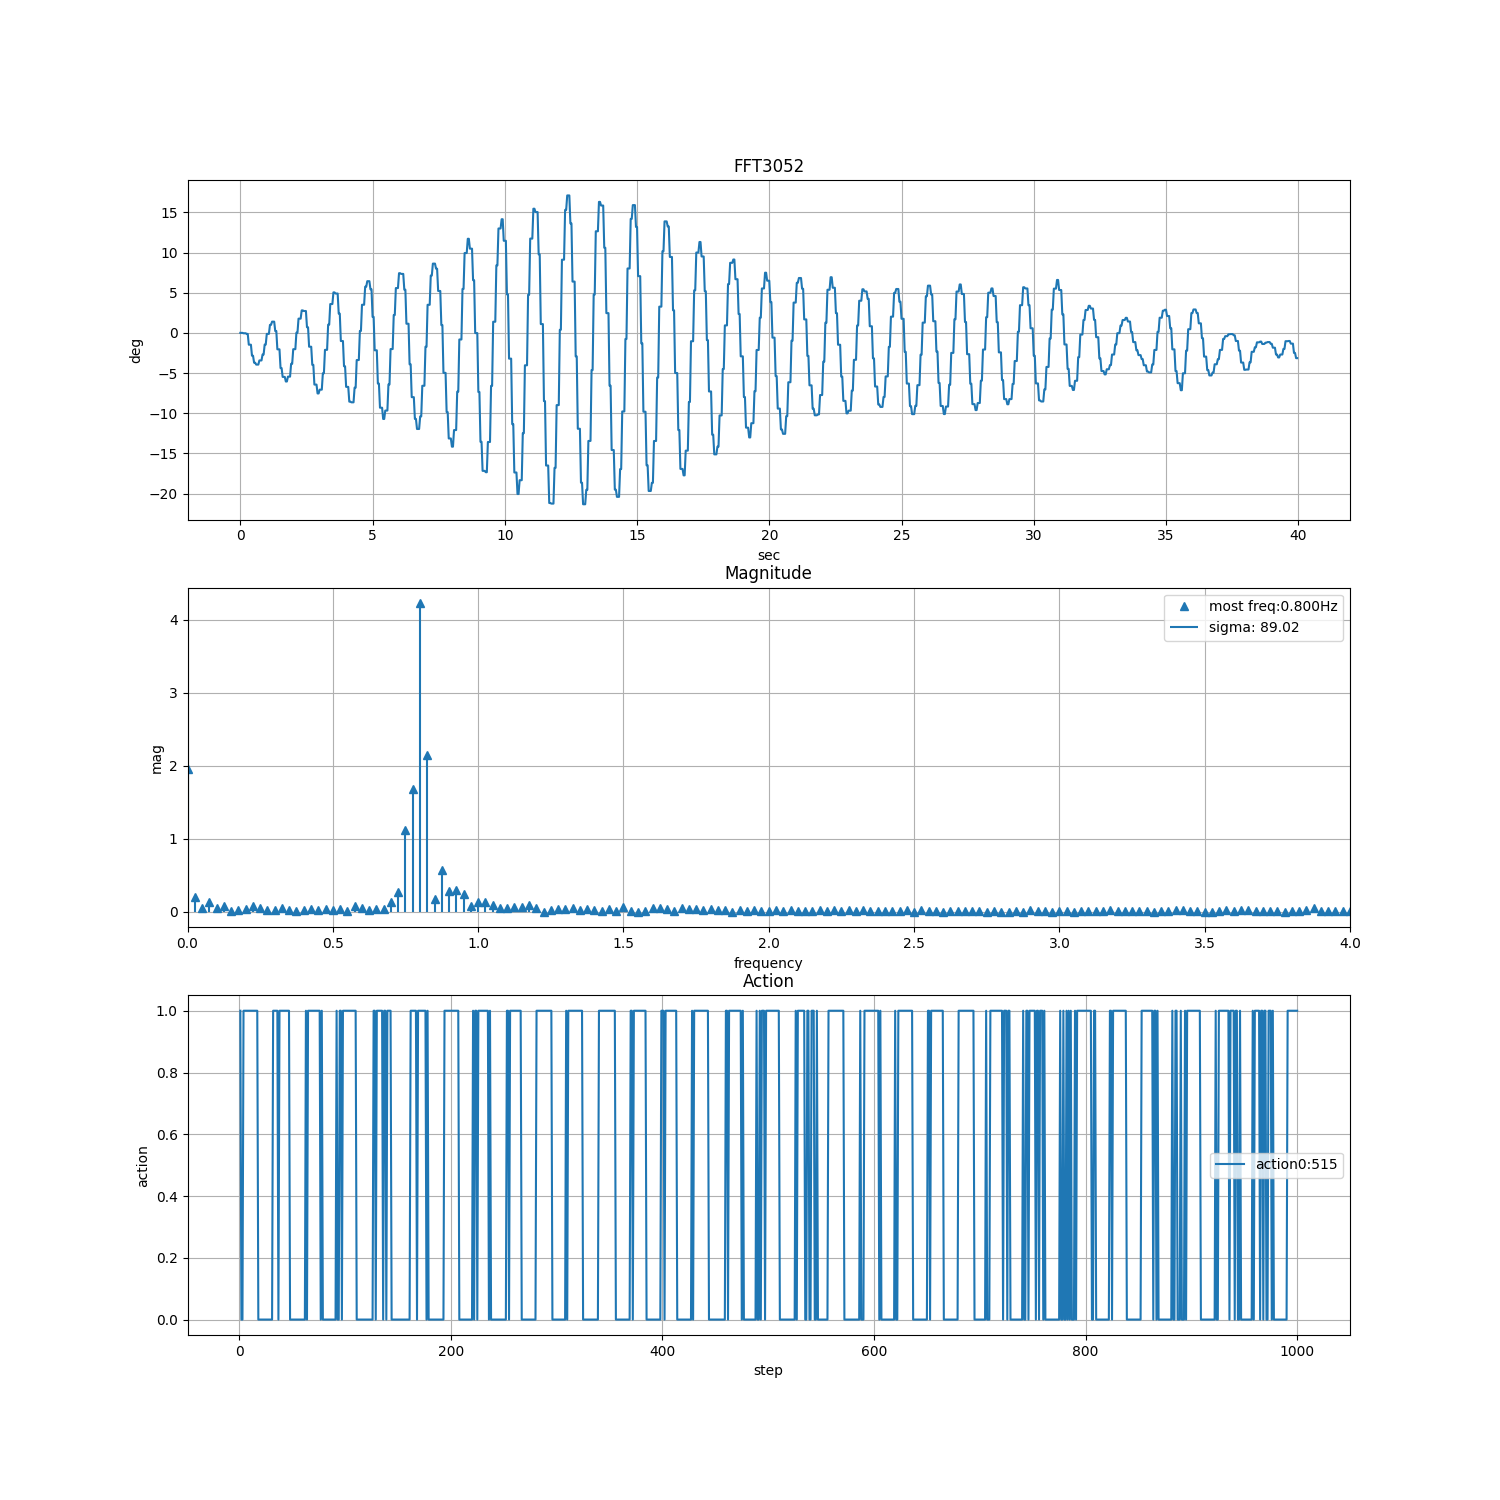 FFT3052
15
10
5
0
−5
−10
−15
−20
deg
0 5 10 15 20 25 30 35 40
sec
Magnitude
most freq:0.800Hz
sigma: 89.02
4
3
2
1
0
mag
0.0 0.5 1.0 1.5 2.0 2.5 3.0 3.5 4.0
frequency
Action
1.0
0.8
0.6
0.4
0.2
0.0
action
action0:515
0 200 400 600 800 1000
step